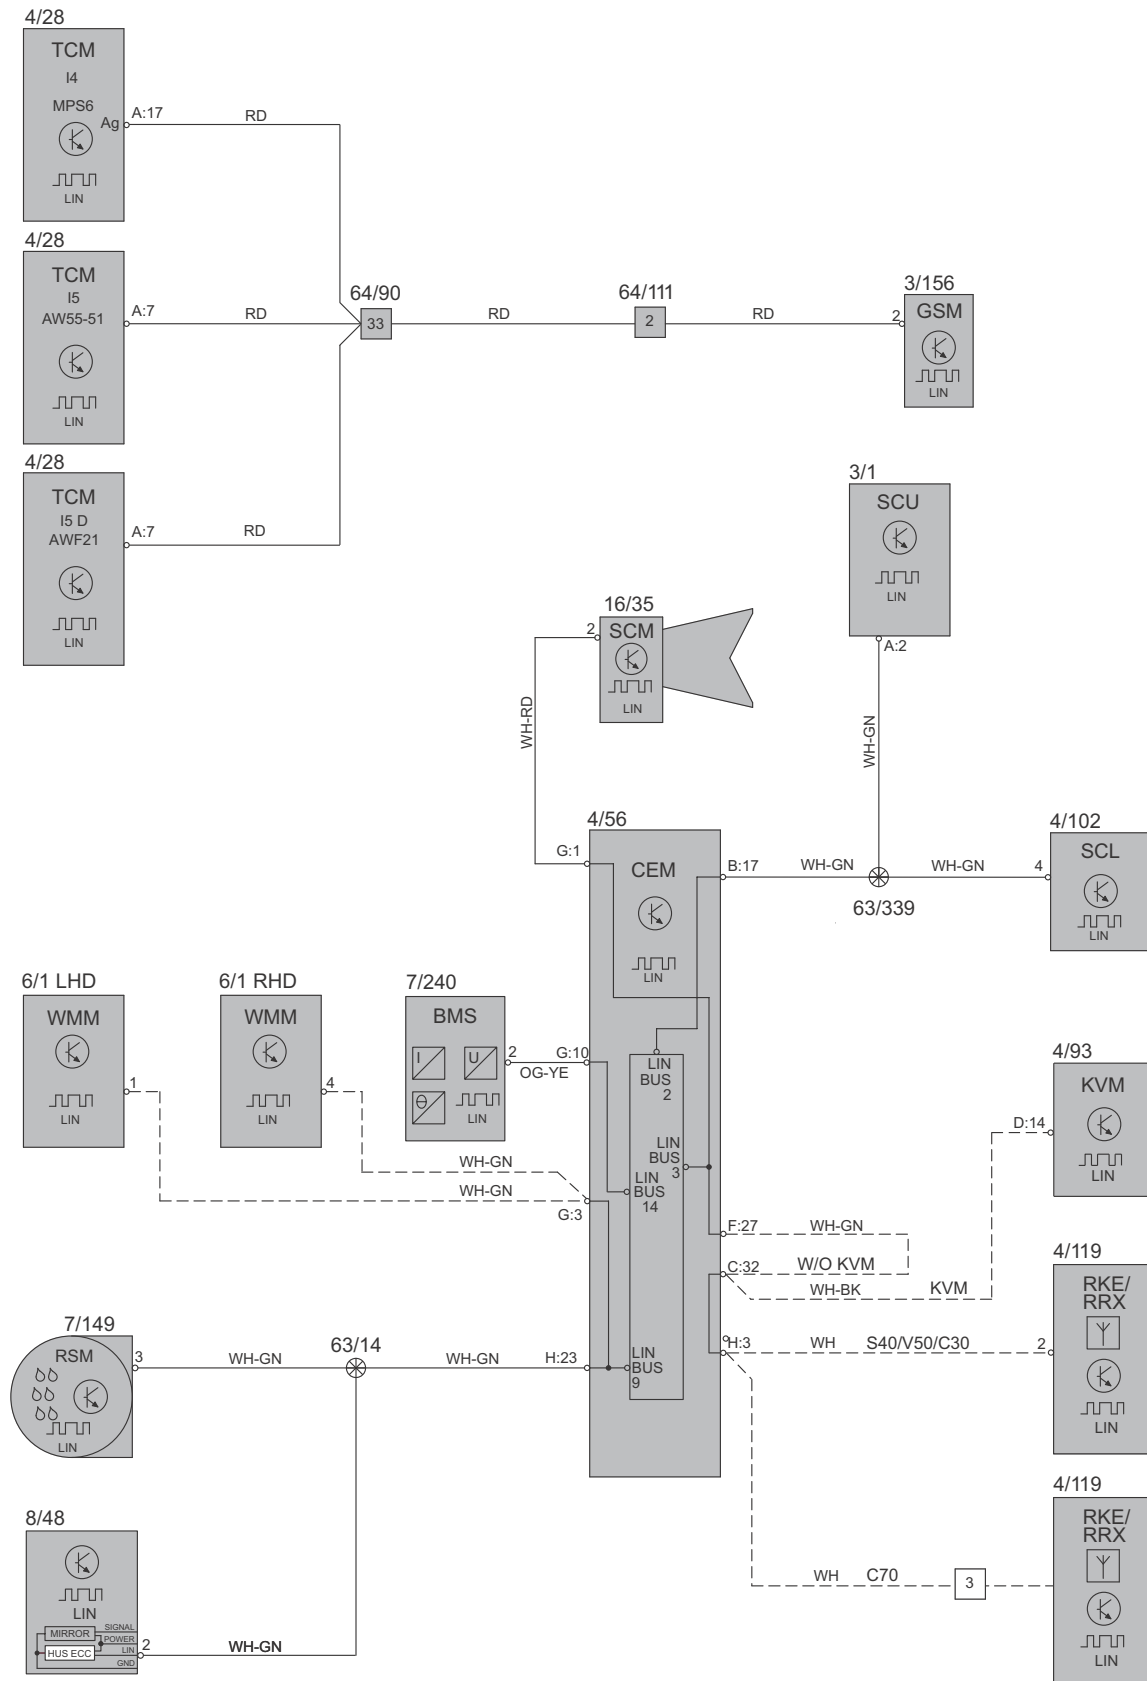 4/28
TCM
I4
MPS6
Ag
A:17
RD
LIN
4/28
TCM
I5
AW55-51
A:7
RD
LIN
64/90
33
RD
64/111
2
RD
3/156
2
GSM
LIN
4/28
TCM
I5 D
AWF21
A:7
RD
LIN
3/1
SCU
LIN
A:2
WH-GN
16/35
2
SCM
LIN
WH-RD
4/56
G:1
CEM
LIN
B:17
WH-GN
63/339
WH-GN
4/102
4
SCL
LIN
6/1 LHD
WMM
1
LIN
6/1 RHD
WMM
4
LIN
7/240
BMS
I
U
θ
LIN
2
OG-YE
G:10
LIN
BUS
2
LIN
BUS
3
LIN
BUS
14
WH-GN
WH-GN
G:3
4/93
KVM
D:14
LIN
F:27
WH-GN
C:32
W/O KVM
WH-BK
KVM
4/119
RKE/
RRX
LIN
H:3
WH
S40/V50/C30
2
7/149
RSM
LIN
3
WH-GN
63/14
WH-GN
H:23
LIN
BUS
9
4/119
RKE/
RRX
LIN
WH
C70
3
8/48
LIN
MIRROR
HUS ECC
SIGNAL
POWER
LIN
GND
2
WH-GN